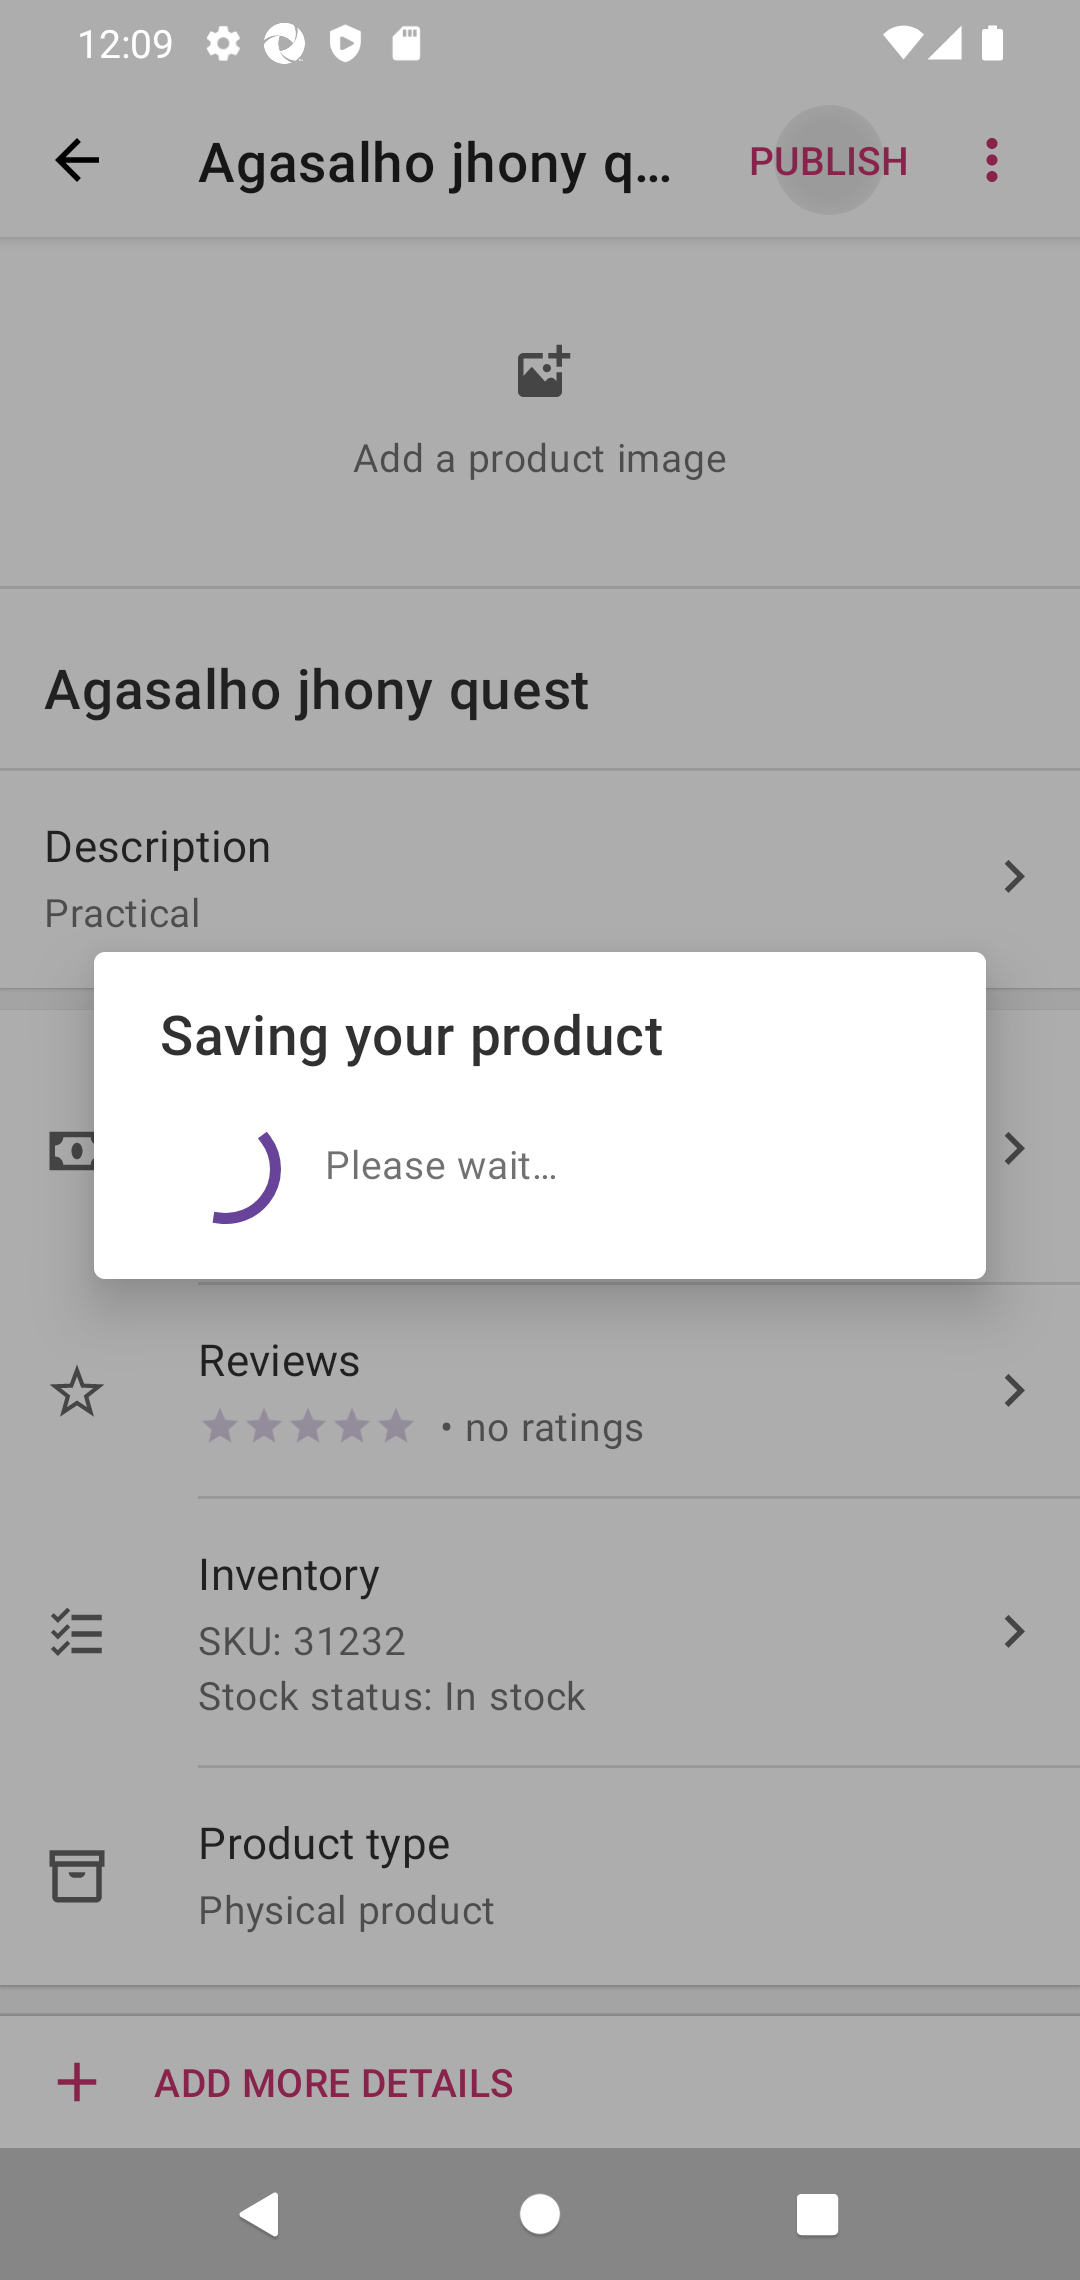 12:09
Agasalho jhony q...
PUBLISH
Add a product image
Agasalho jhony quest
Description
Practical
Saving your product
Please wait...
Reviews
• no ratings
Inventory
SKU: 31232
Stock status: In stock
Product type
Physical product
ADD MORE DETAILS